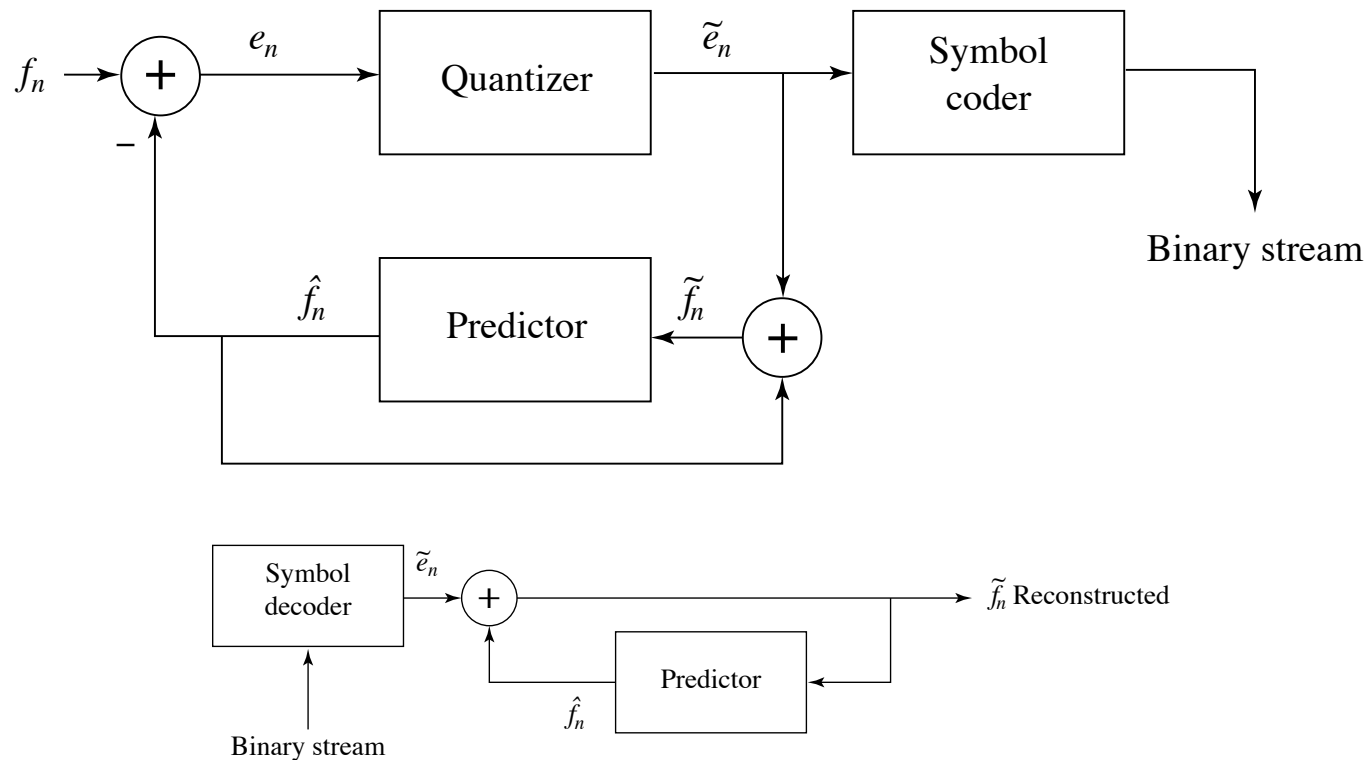 fₙ
+
eₙ
Quantizer
ẽₙ
Symbol
coder
−
Binary stream
f̂ₙ
Predictor
f̃ₙ
+
Symbol
decoder
ẽₙ
+
f̃ₙ Reconstructed
Predictor
f̂ₙ
Binary stream